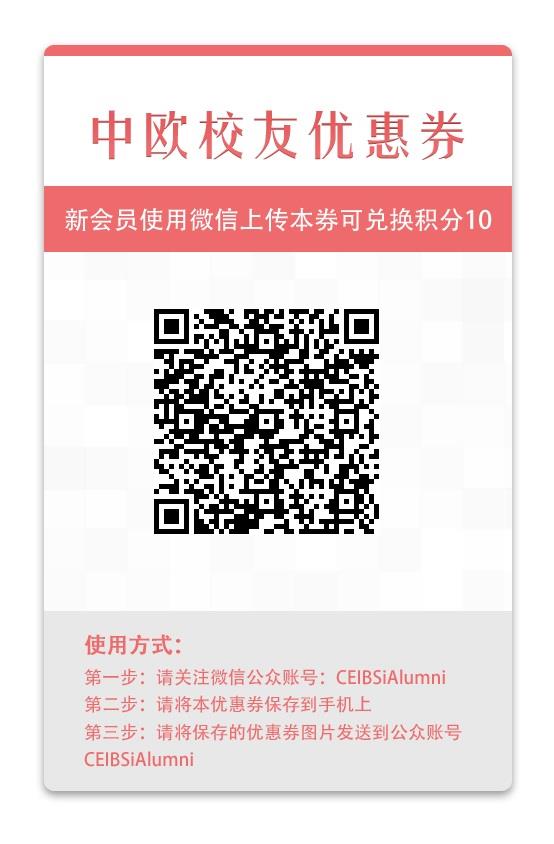 中欧校友优惠券
新会员使用微信上传本券可兑换积分10
使用方式：
第一步：请关注微信公众账号：CEIBSiAlumni
第二步：请将本优惠券保存到手机上
第三步：请将保存的优惠券图片发送到公众账号
CEIBSiAlumni